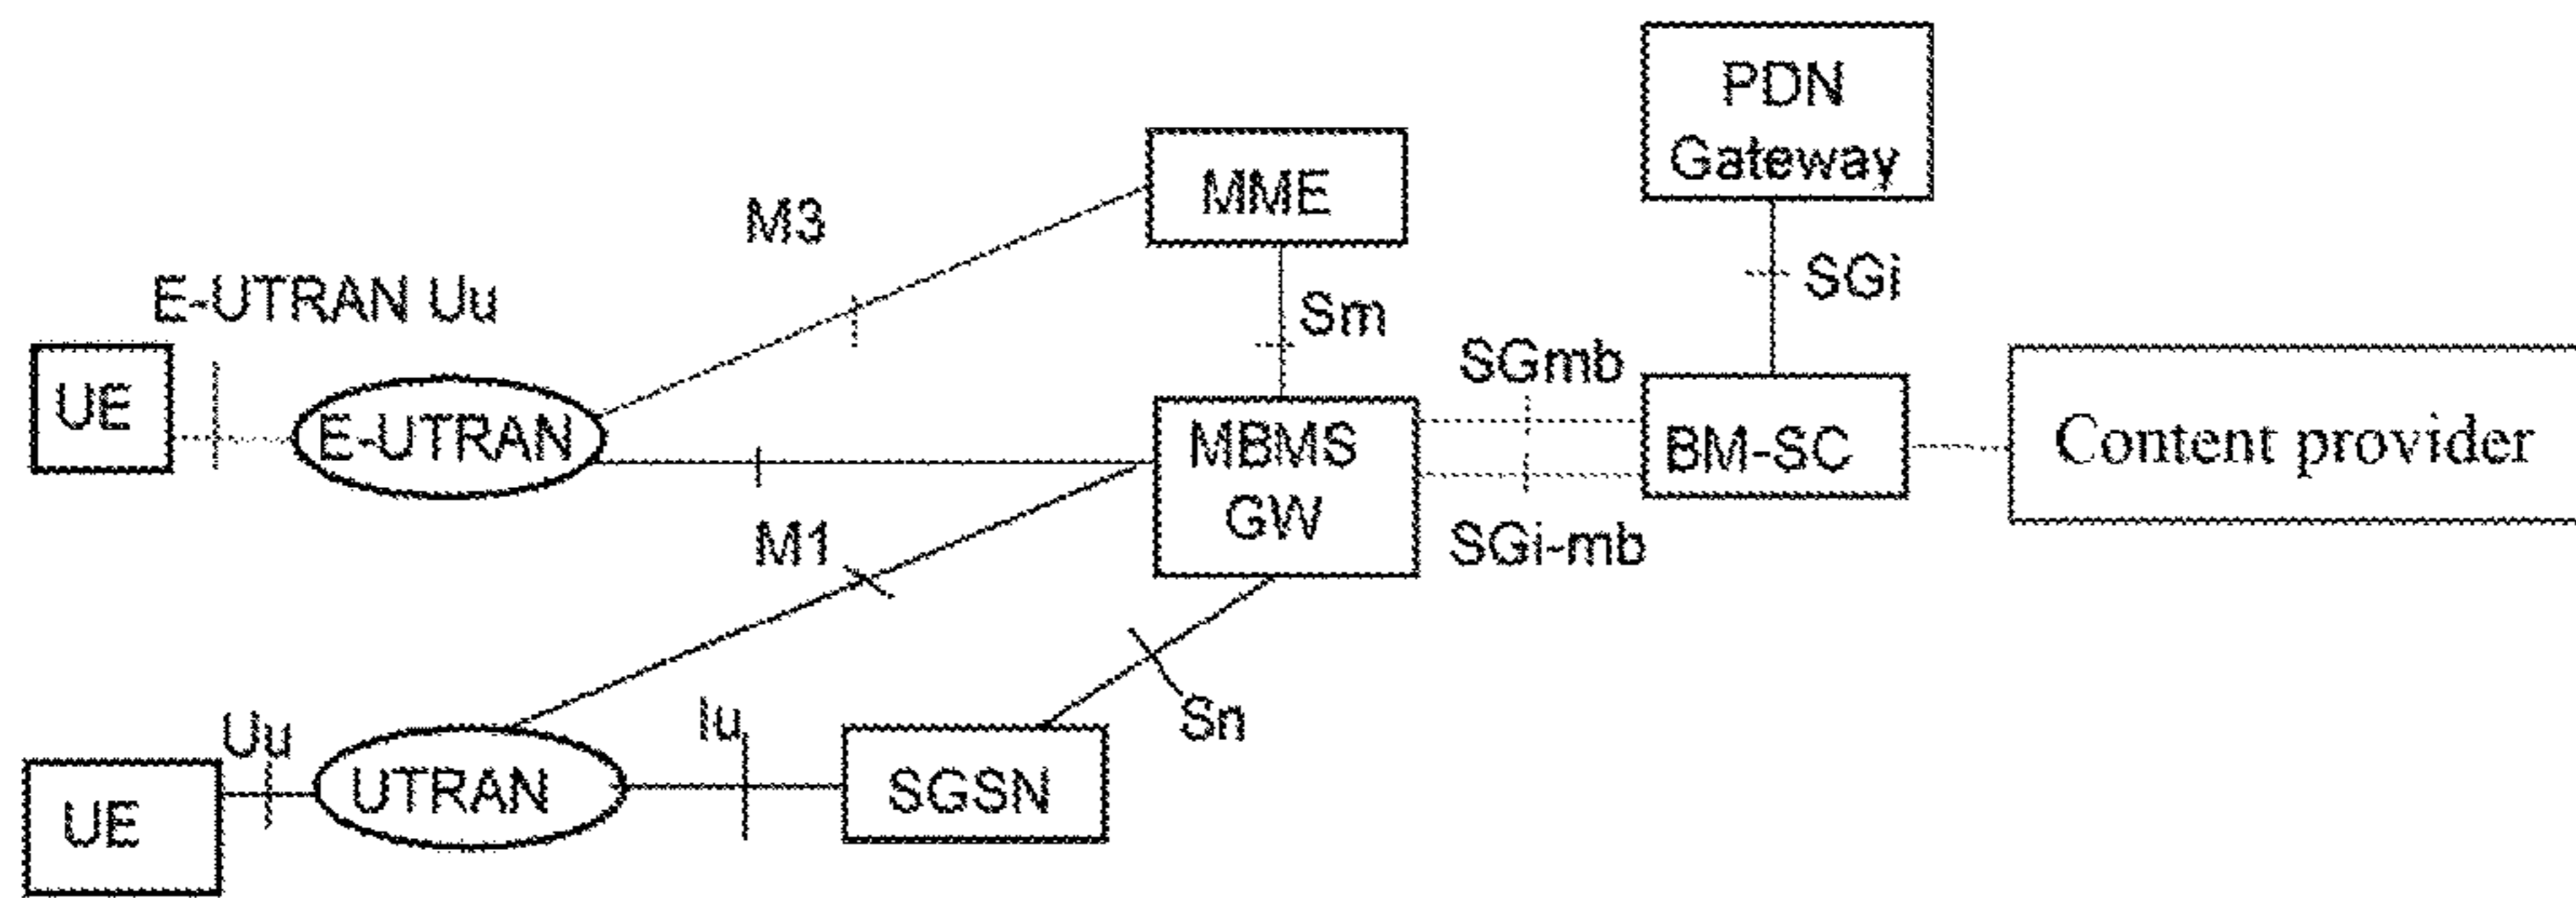 PDN
Gateway
MME
M3
SGi
E-UTRAN Uu
Sm
SGmb
UE
E-UTRAN
MBMS
GW
BM-SC
Content provider
M1
SGi-mb
Uu
Iu
Sn
UE
UTRAN
SGSN